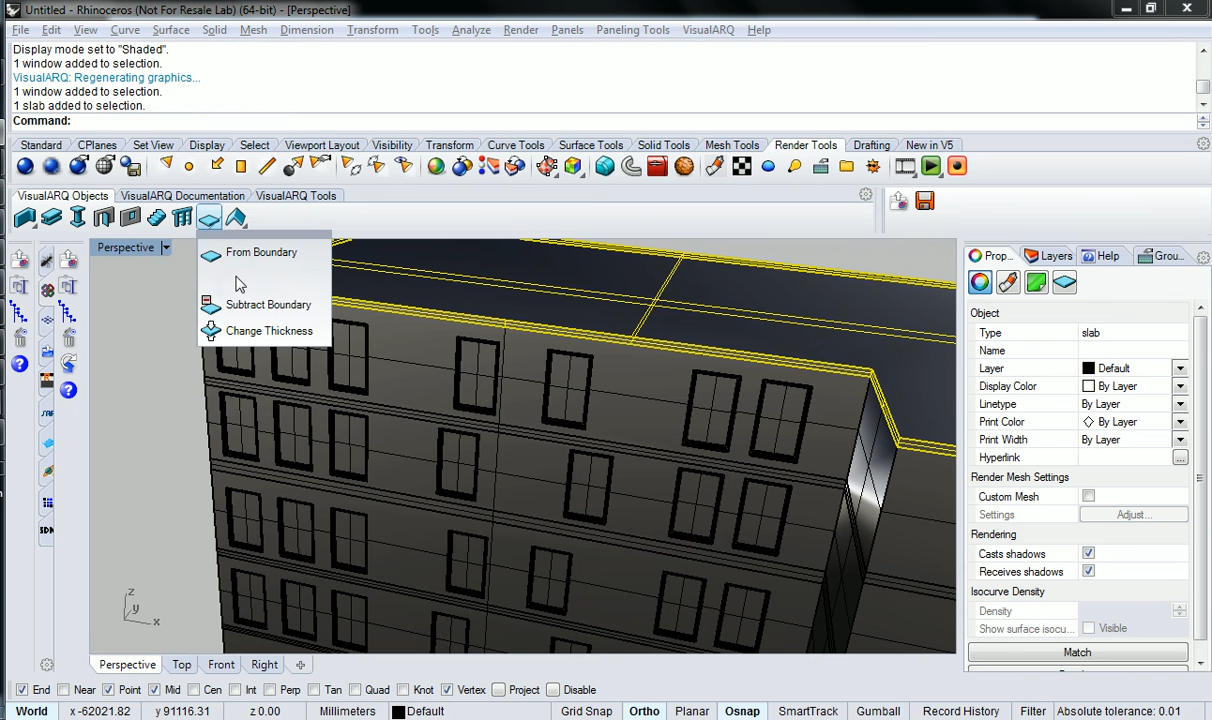 Untitled - Rhinoceros (Not For Resale Lab) (64-bit) - [Perspective]
File Edit View Curve Surface Solid Mesh Dimension Transform Tools Analyze Render Panels Paneling Tools VisualARQ Help
Display mode set to "Shaded".
1 window added to selection.
VisualARQ: Regenerating graphics...
1 window added to selection.
1 slab added to selection.
Command:
Standard CPlanes Set View Display Select Viewport Layout Visibility Transform Curve Tools Surface Tools Solid Tools Mesh Tools Render Tools Drafting New in V5
VisualARQ Objects VisualARQ Documentation VisualARQ Tools
Perspective
From Boundary
Subtract Boundary
Change Thickness
Prop... Layers Help Grou...
Object
Type slab
Name
Layer Default
Display Color By Layer
Linetype By Layer
Print Color By Layer
Print Width By Layer
Hyperlink ...
Render Mesh Settings
Custom Mesh
Settings Adjust...
Rendering
Casts shadows
Receives shadows
Isocurve Density
Density
Show surface isocu... Visible
Match
z
y
x
SDK
Perspective Top Front Right
End Near Point Mid Cen Int Perp Tan Quad Knot Vertex Project Disable
World x -62021.82 y 91116.31 z 0.00 Millimeters Default Grid Snap Ortho Planar Osnap SmartTrack Gumball Record History Filter Absolute tolerance: 0.01